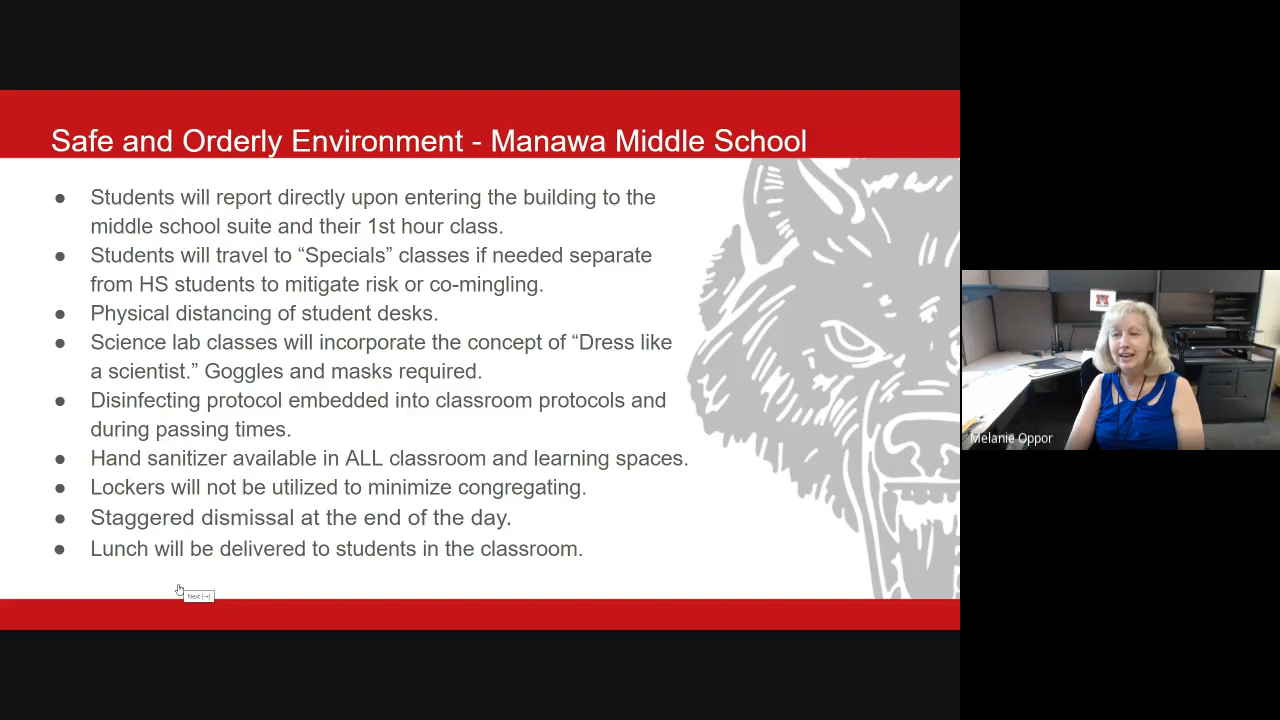 Safe and Orderly Environment - Manawa Middle School
● Students will report directly upon entering the building to the
middle school suite and their 1st hour class.
● Students will travel to “Specials” classes if needed separate
from HS students to mitigate risk or co-mingling.
● Physical distancing of student desks.
● Science lab classes will incorporate the concept of “Dress like
a scientist.” Goggles and masks required.
● Disinfecting protocol embedded into classroom protocols and
during passing times.
● Hand sanitizer available in ALL classroom and learning spaces.
● Lockers will not be utilized to minimize congregating.
● Staggered dismissal at the end of the day.
● Lunch will be delivered to students in the classroom.
Next (→)
Melanie Oppor